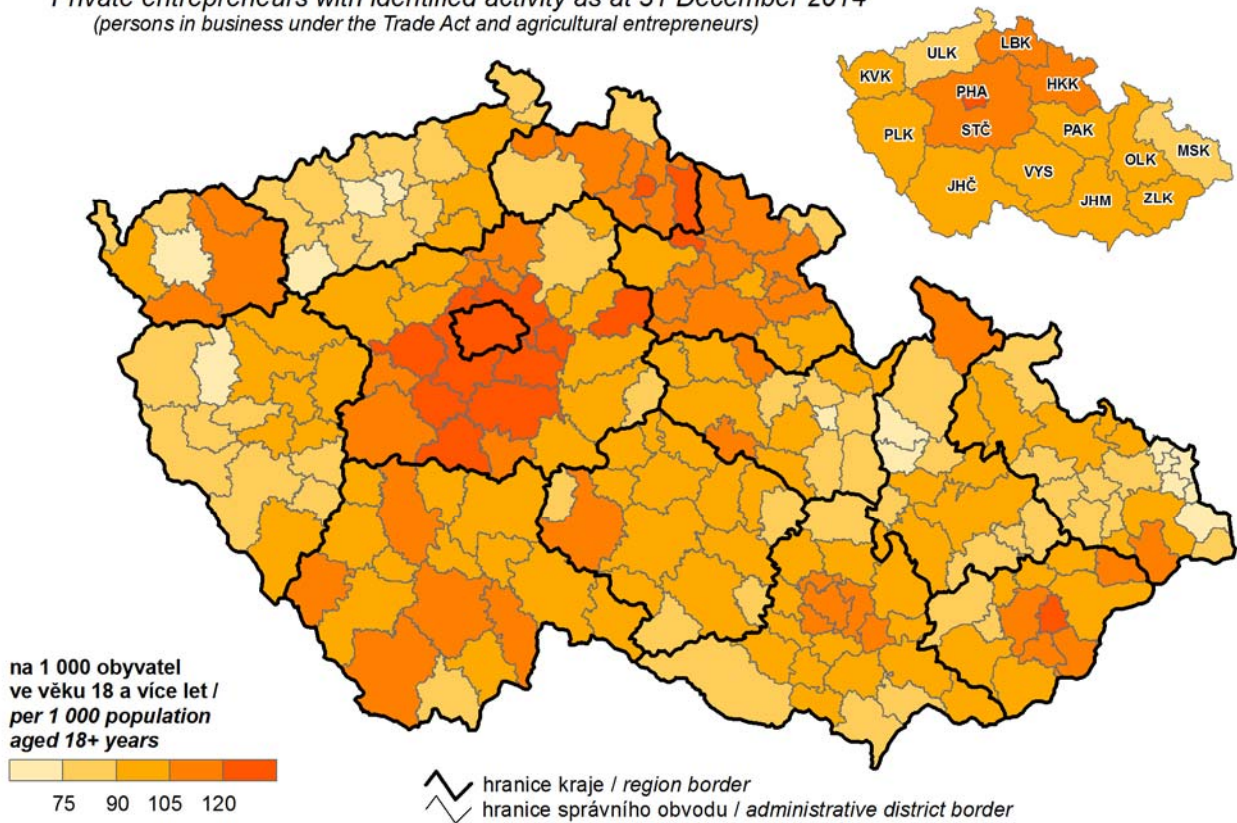 Private entrepreneurs with identified activity as at 31 December 2014
(persons in business under the Trade Act and agricultural entrepreneurs)
LBK
ULK
KVK
HKK
PHA
STČ
PLK
PAK
MSK
OLK
VYS
JHČ
ZLK
JHM
na 1 000 obyvatel
ve věku 18 a více let /
per 1 000 population
aged 18+ years
75 90 105 120
hranice kraje / region border
hranice správního obvodu / administrative district border